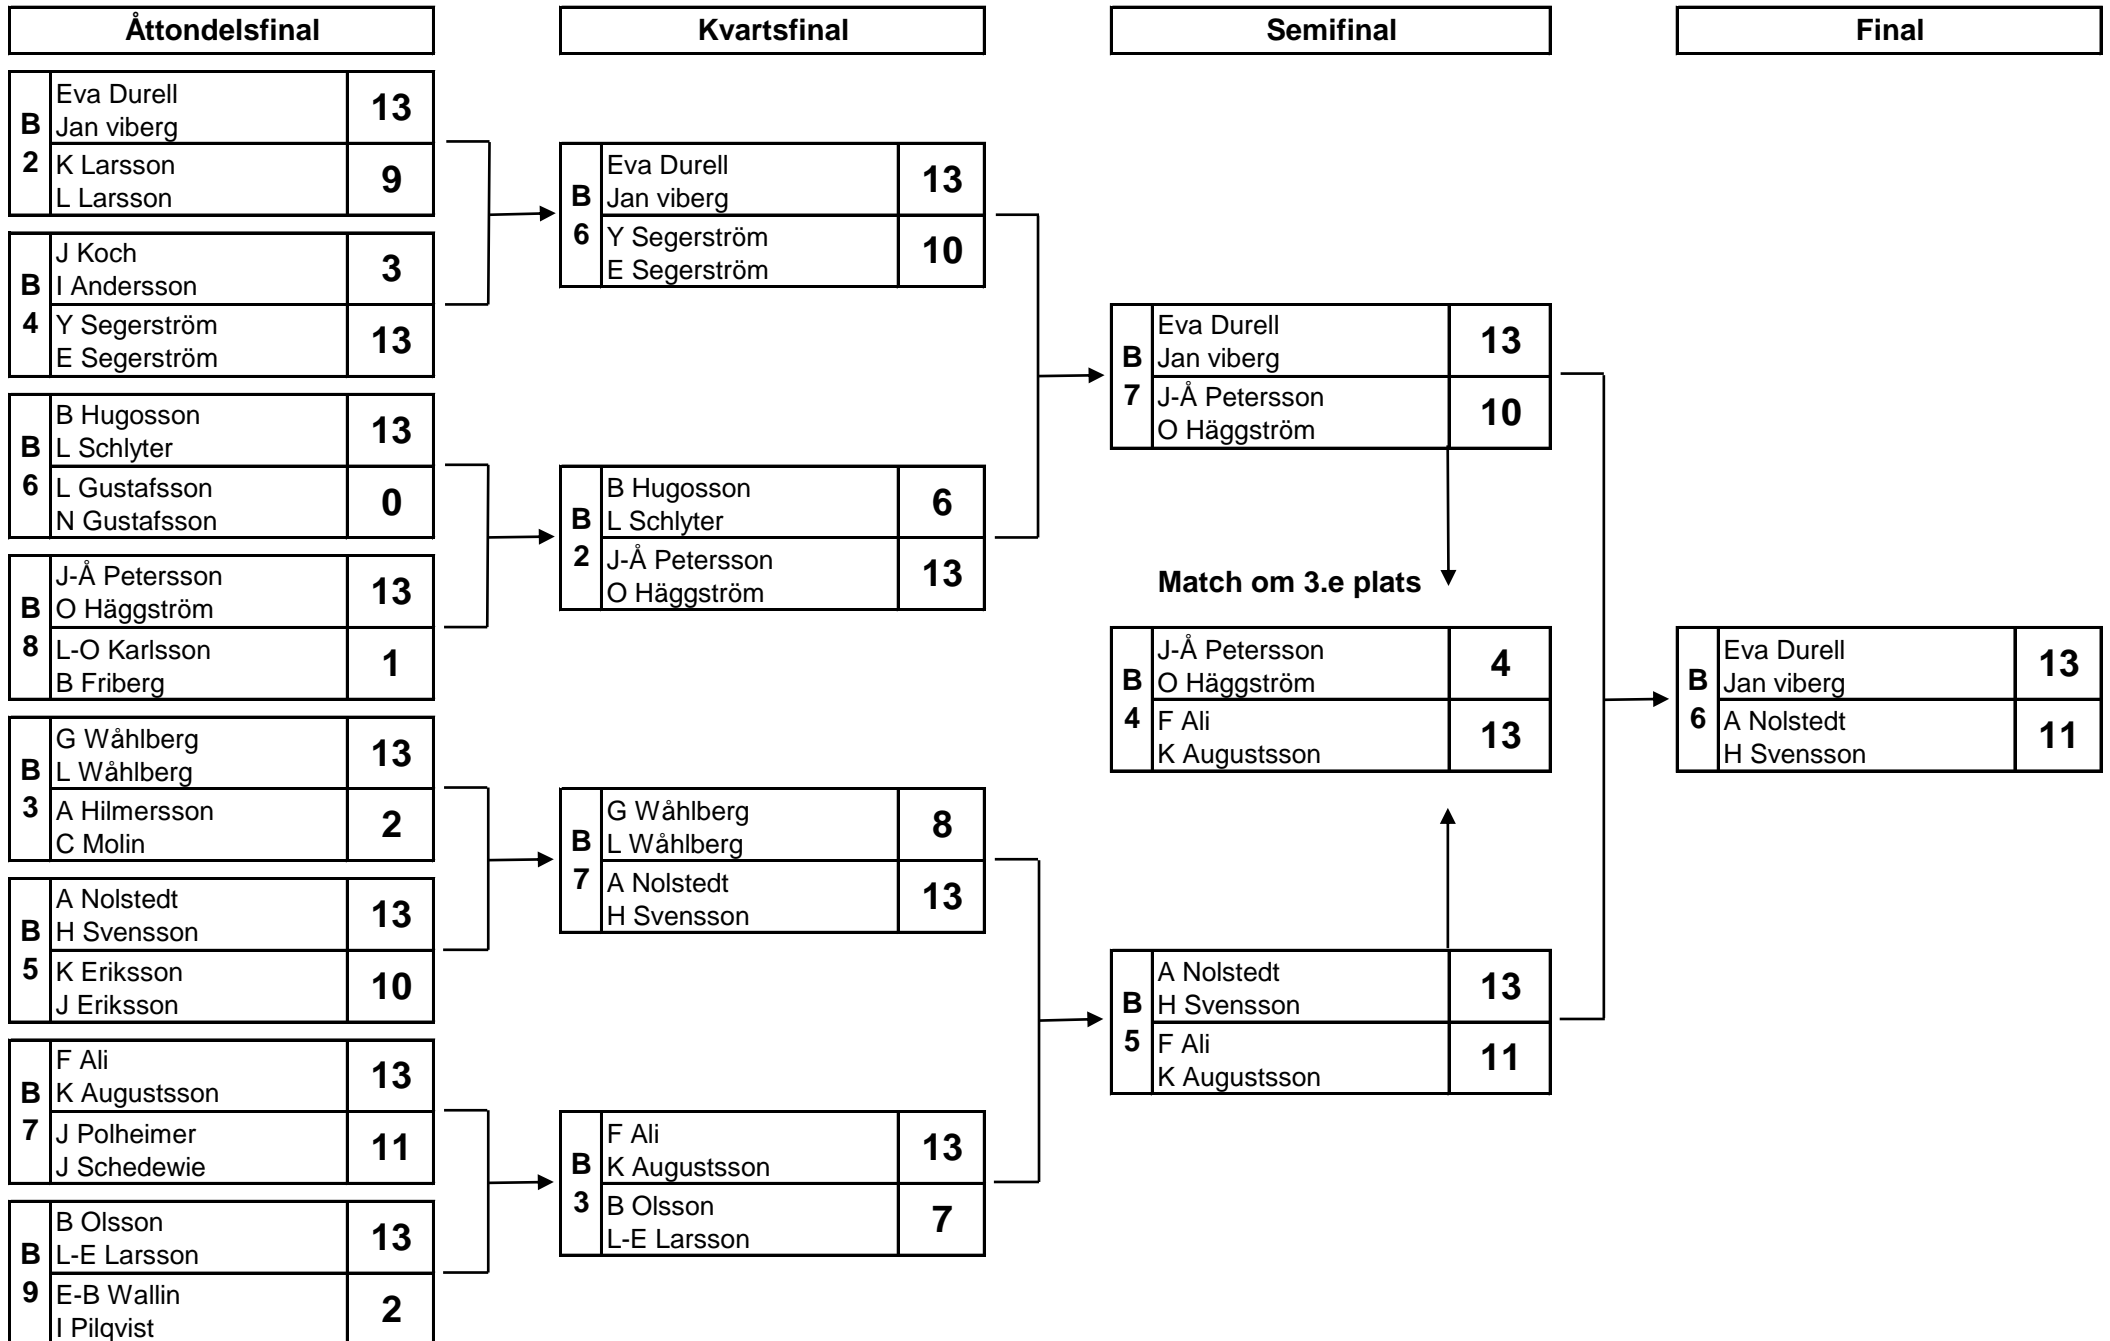 Åttondelsfinal
Kvartsfinal
Semifinal
Final
B 2
Eva Durell
Jan viberg
13
K Larsson
L Larsson
9
B 4
J Koch
I Andersson
3
Y Segerström
E Segerström
13
B 6
B Hugosson
L Schlyter
13
L Gustafsson
N Gustafsson
0
B 8
J-Å Petersson
O Häggström
13
L-O Karlsson
B Friberg
1
B 3
G Wåhlberg
L Wåhlberg
13
A Hilmersson
C Molin
2
B 5
A Nolstedt
H Svensson
13
K Eriksson
J Eriksson
10
B 7
F Ali
K Augustsson
13
J Polheimer
J Schedewie
11
B 9
B Olsson
L-E Larsson
13
E-B Wallin
I Pilqvist
2
B 6
Eva Durell
Jan viberg
13
Y Segerström
E Segerström
10
B 2
B Hugosson
L Schlyter
6
J-Å Petersson
O Häggström
13
B 7
G Wåhlberg
L Wåhlberg
8
A Nolstedt
H Svensson
13
B 3
F Ali
K Augustsson
13
B Olsson
L-E Larsson
7
B 7
Eva Durell
Jan viberg
13
J-Å Petersson
O Häggström
10
Match om 3.e plats
B 4
J-Å Petersson
O Häggström
4
F Ali
K Augustsson
13
B 5
A Nolstedt
H Svensson
13
F Ali
K Augustsson
11
B 6
Eva Durell
Jan viberg
13
A Nolstedt
H Svensson
11